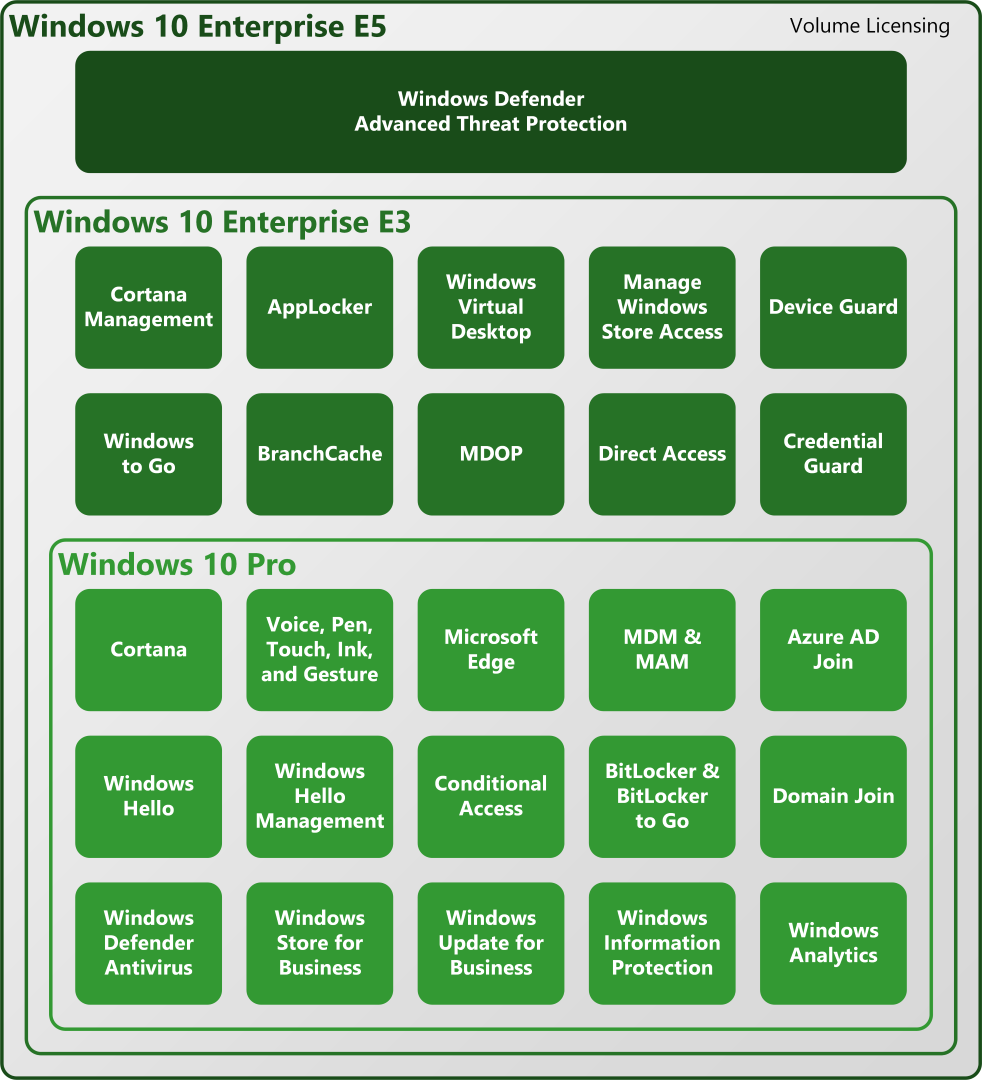 Windows 10 Enterprise E5
Volume Licensing
Windows Defender
Advanced Threat Protection
Windows 10 Enterprise E3
Cortana
Management
AppLocker
Windows
Virtual
Desktop
Manage
Windows
Store Access
Device Guard
Windows
to Go
BranchCache
MDOP
Direct Access
Credential
Guard
Windows 10 Pro
Cortana
Voice, Pen,
Touch, Ink,
and Gesture
Microsoft
Edge
MDM &
MAM
Azure AD
Join
Windows
Hello
Windows
Hello
Management
Conditional
Access
BitLocker &
BitLocker
to Go
Domain Join
Windows
Defender
Antivirus
Windows
Store for
Business
Windows
Update for
Business
Windows
Information
Protection
Windows
Analytics